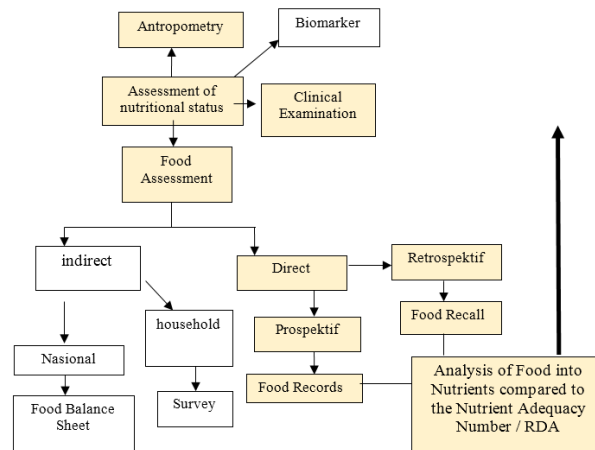 Antropometry
Biomarker
Assessment of
nutritional status
Clinical
Examination
Food
Assessment
indirect
Direct
Retrospektif
household
Prospektif
Food Recall
Nasional
Food Records
Survey
Food Balance
Sheet
Analysis of Food into
Nutrients compared to
the Nutrient Adequacy
Number / RDA